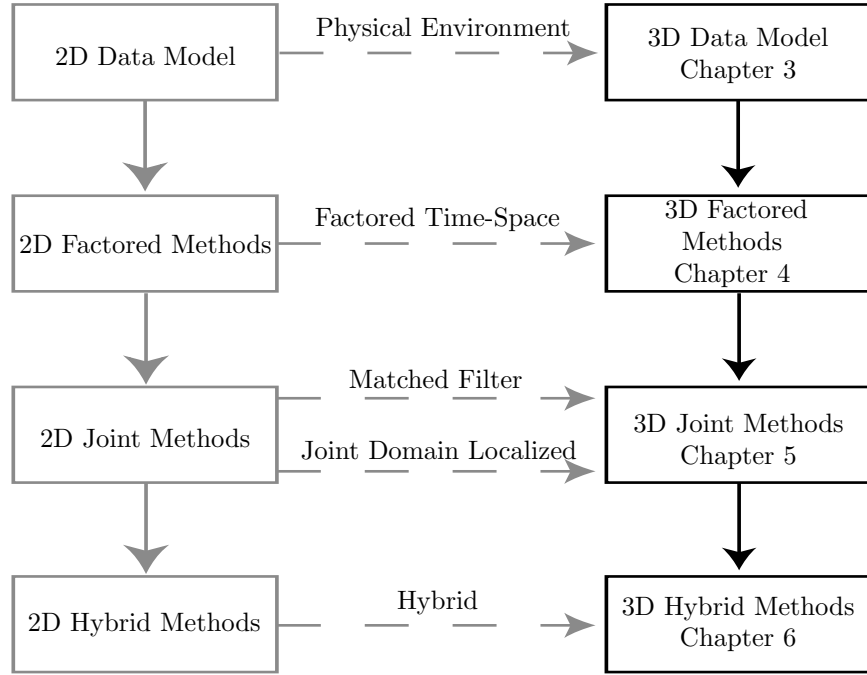 2D Data Model
Physical Environment
3D Data Model
Chapter 3
2D Factored Methods
Factored Time-Space
3D Factored
Methods
Chapter 4
2D Joint Methods
Matched Filter
Joint Domain Localized
3D Joint Methods
Chapter 5
2D Hybrid Methods
Hybrid
3D Hybrid Methods
Chapter 6